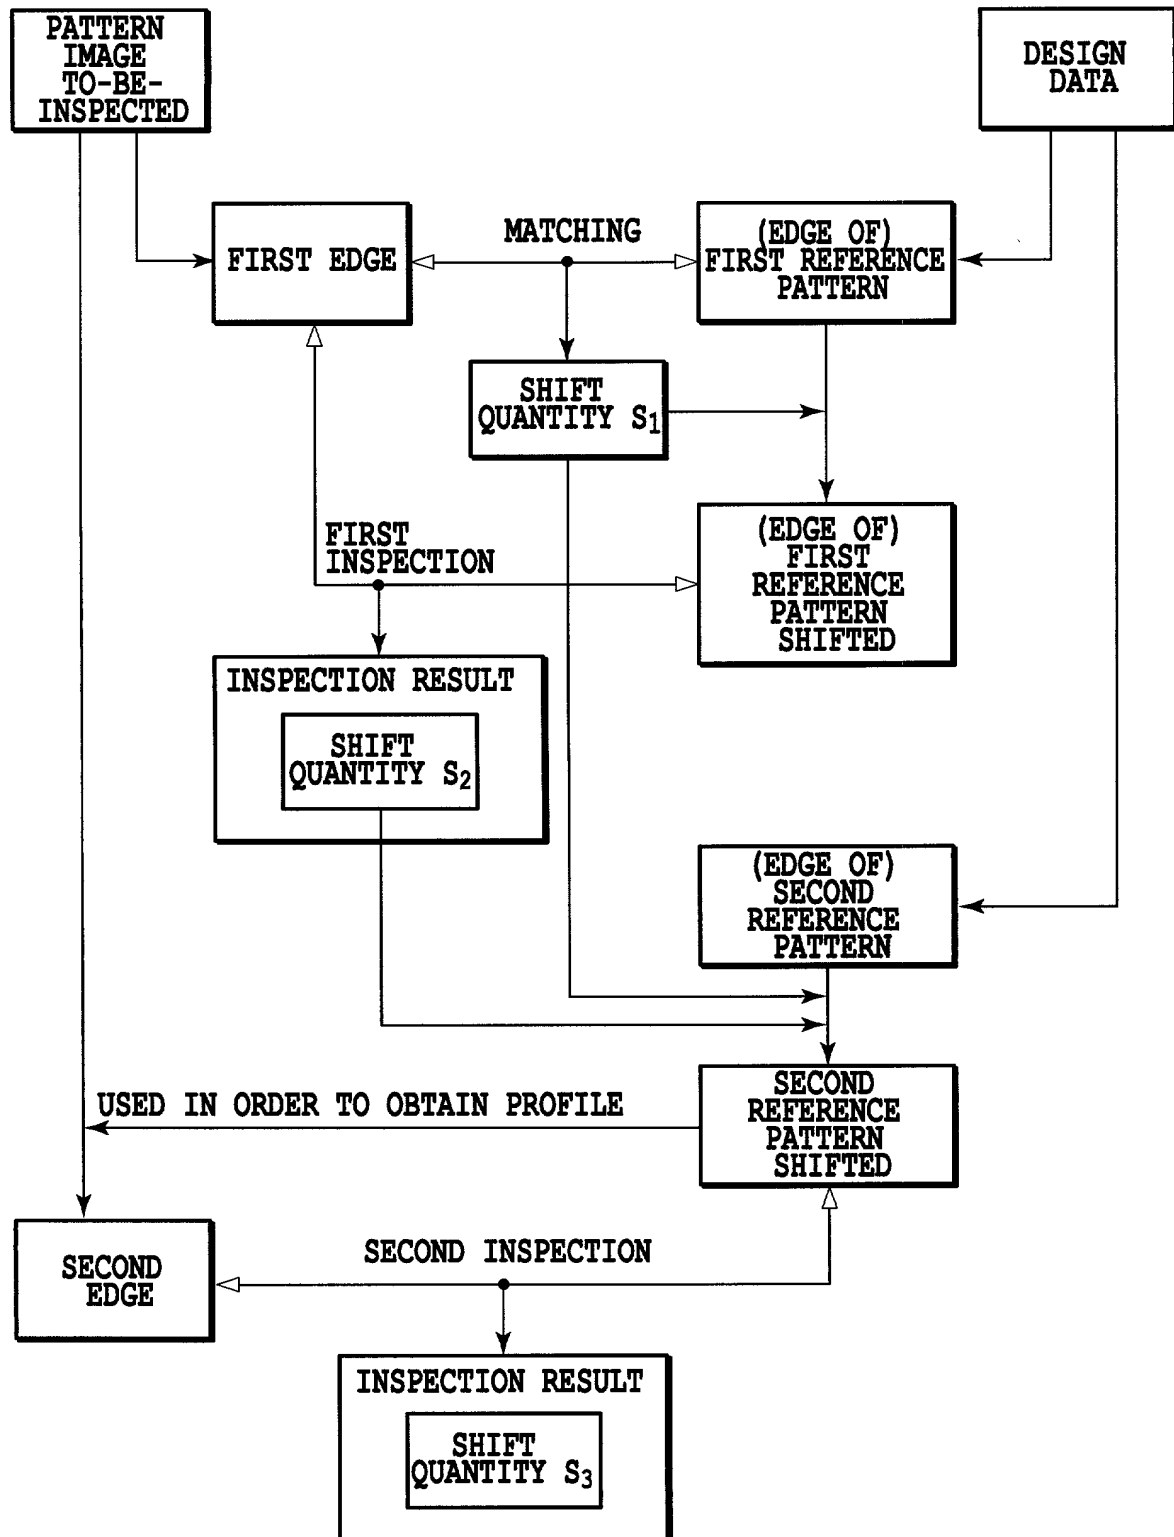 PATTERN
IMAGE
TO-BE-
INSPECTED
DESIGN
DATA
FIRST EDGE
MATCHING
(EDGE OF)
FIRST REFERENCE
PATTERN
SHIFT
QUANTITY S1
FIRST
INSPECTION
(EDGE OF)
FIRST
REFERENCE
PATTERN
SHIFTED
INSPECTION RESULT
SHIFT
QUANTITY S2
(EDGE OF)
SECOND
REFERENCE
PATTERN
USED IN ORDER TO OBTAIN PROFILE
SECOND
REFERENCE
PATTERN
SHIFTED
SECOND
EDGE
SECOND INSPECTION
INSPECTION RESULT
SHIFT
QUANTITY S3